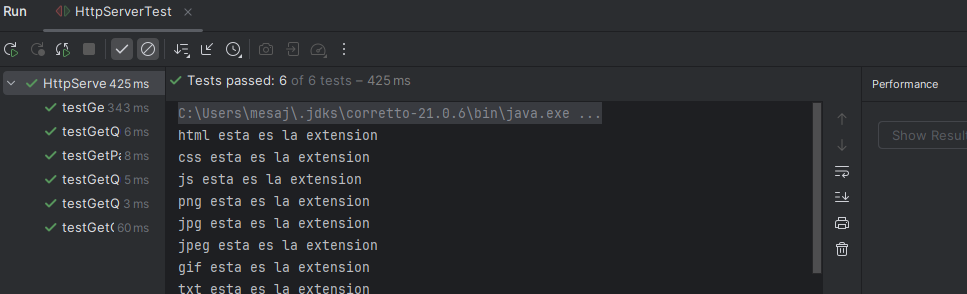 Run HttpServerTest
HttpServe 425 ms
testGe 343 ms
testGetQ 6 ms
testGetPa 8 ms
testGetQ 5 ms
testGetQ 3 ms
testGetC 60 ms
Tests passed: 6 of 6 tests – 425 ms
C:\Users\mesaj\.jdks\corretto-21.0.6\bin\java.exe ...
html esta es la extension
css esta es la extension
js esta es la extension
png esta es la extension
jpg esta es la extension
jpeg esta es la extension
gif esta es la extension
txt esta es la extension
Performance
Show Resul